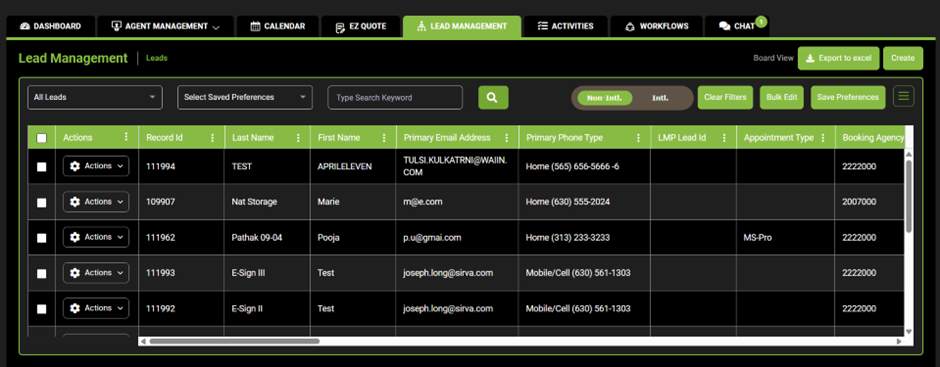 DASHBOARD AGENT MANAGEMENT CALENDAR EZ QUOTE LEAD MANAGEMENT ACTIVITIES WORKFLOWS CHAT 1
Lead Management | Leads Board View Export to excel Create
All Leads Select Saved Preferences Type Search Keyword Non Intl. Intl. Clear Filters Bulk Edit Save Preferences
Actions Record Id Last Name First Name Primary Email Address Primary Phone Type LMP Lead Id Appointment Type Booking Agency
Actions 111994 TEST APRILELEVEN TULSI.KULKATRNI@WAIIN. Home (565) 656-5666 -6 2222000
COM
Actions 109907 Nat Storage Marie m@e.com Home (630) 555-2024 2007000
Actions 111962 Pathak 09-04 Pooja p.u@gmai.com Home (313) 233-3233 MS-Pro 2222000
Actions 111993 E-Sign III Test joseph.long@sirva.com Mobile/Cell (630) 561-1303 2222000
Actions 111992 E-Sign II Test joseph.long@sirva.com Mobile/Cell (630) 561-1303 2222000